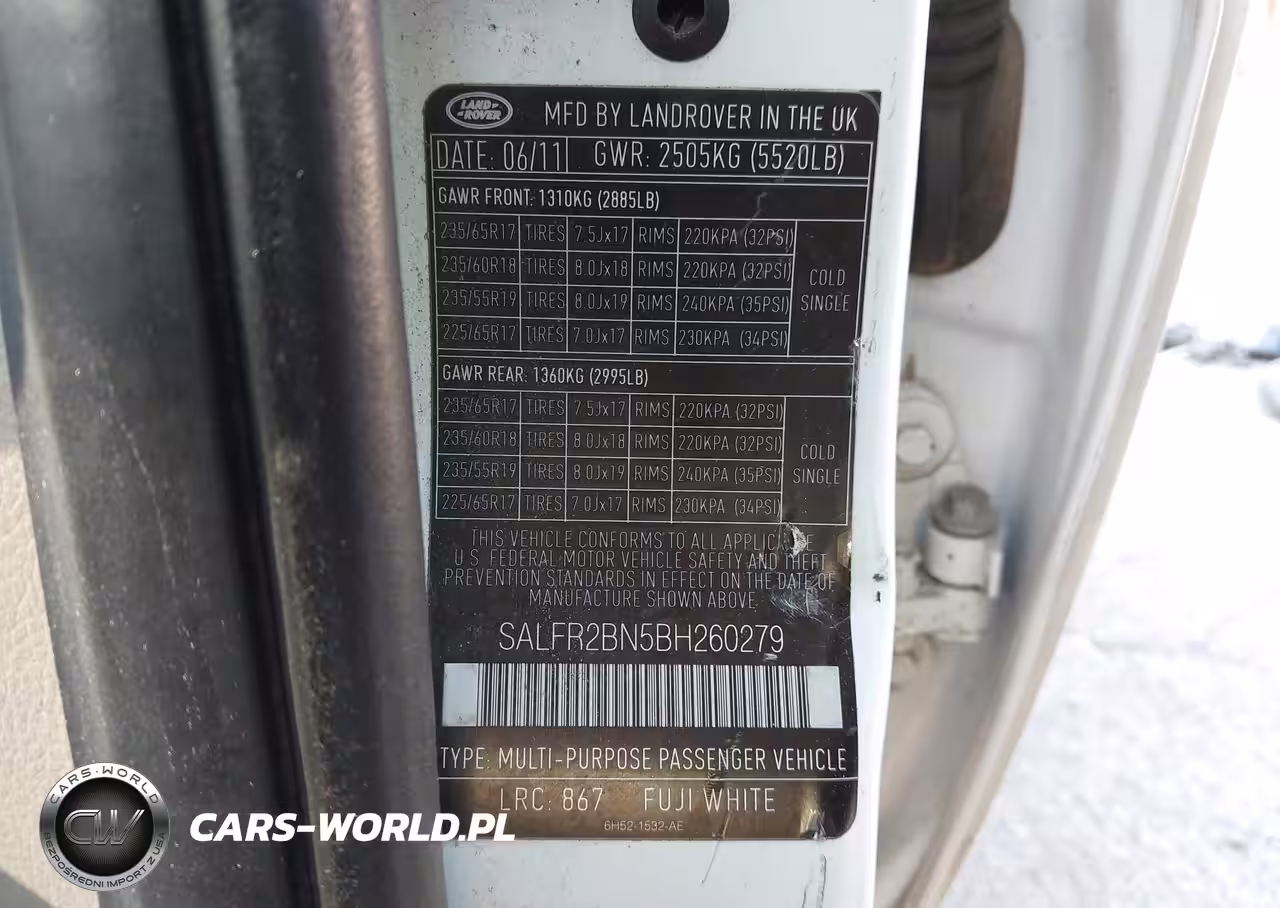 LAND ROVER
MFD BY LANDROVER IN THE UK
DATE: 06/11 GWR: 2505KG (5520LB)
GAWR FRONT: 1310KG (2885LB)
235/65R17 TIRES 7.5Jx17 RIMS 220KPA (32PSI)
235/60R18 TIRES 8.0Jx18 RIMS 220KPA (32PSI)
235/55R19 TIRES 8.0Jx19 RIMS 240KPA (35PSI)
225/65R17 TIRES 7.0Jx17 RIMS 230KPA (34PSI)
COLD
SINGLE
GAWR REAR: 1360KG (2995LB)
235/65R17 TIRES 7.5Jx17 RIMS 220KPA (32PSI)
235/60R18 TIRES 8.0Jx18 RIMS 220KPA (32PSI)
235/55R19 TIRES 8.0Jx19 RIMS 240KPA (35PSI)
225/65R17 TIRES 7.0Jx17 RIMS 230KPA (34PSI)
COLD
SINGLE
THIS VEHICLE CONFORMS TO ALL APPLICABLE
U.S. FEDERAL MOTOR VEHICLE SAFETY AND THEFT
PREVENTION STANDARDS IN EFFECT ON THE DATE OF
MANUFACTURE SHOWN ABOVE.
SALFR2BN5BH260279
TYPE: MULTI-PURPOSE PASSENGER VEHICLE
LRC: 867 FUJI WHITE
6H52-1532-AE
CARS-WORLD
CW
BEZPOŚREDNI IMPORT Z USA
CARS-WORLD.PL